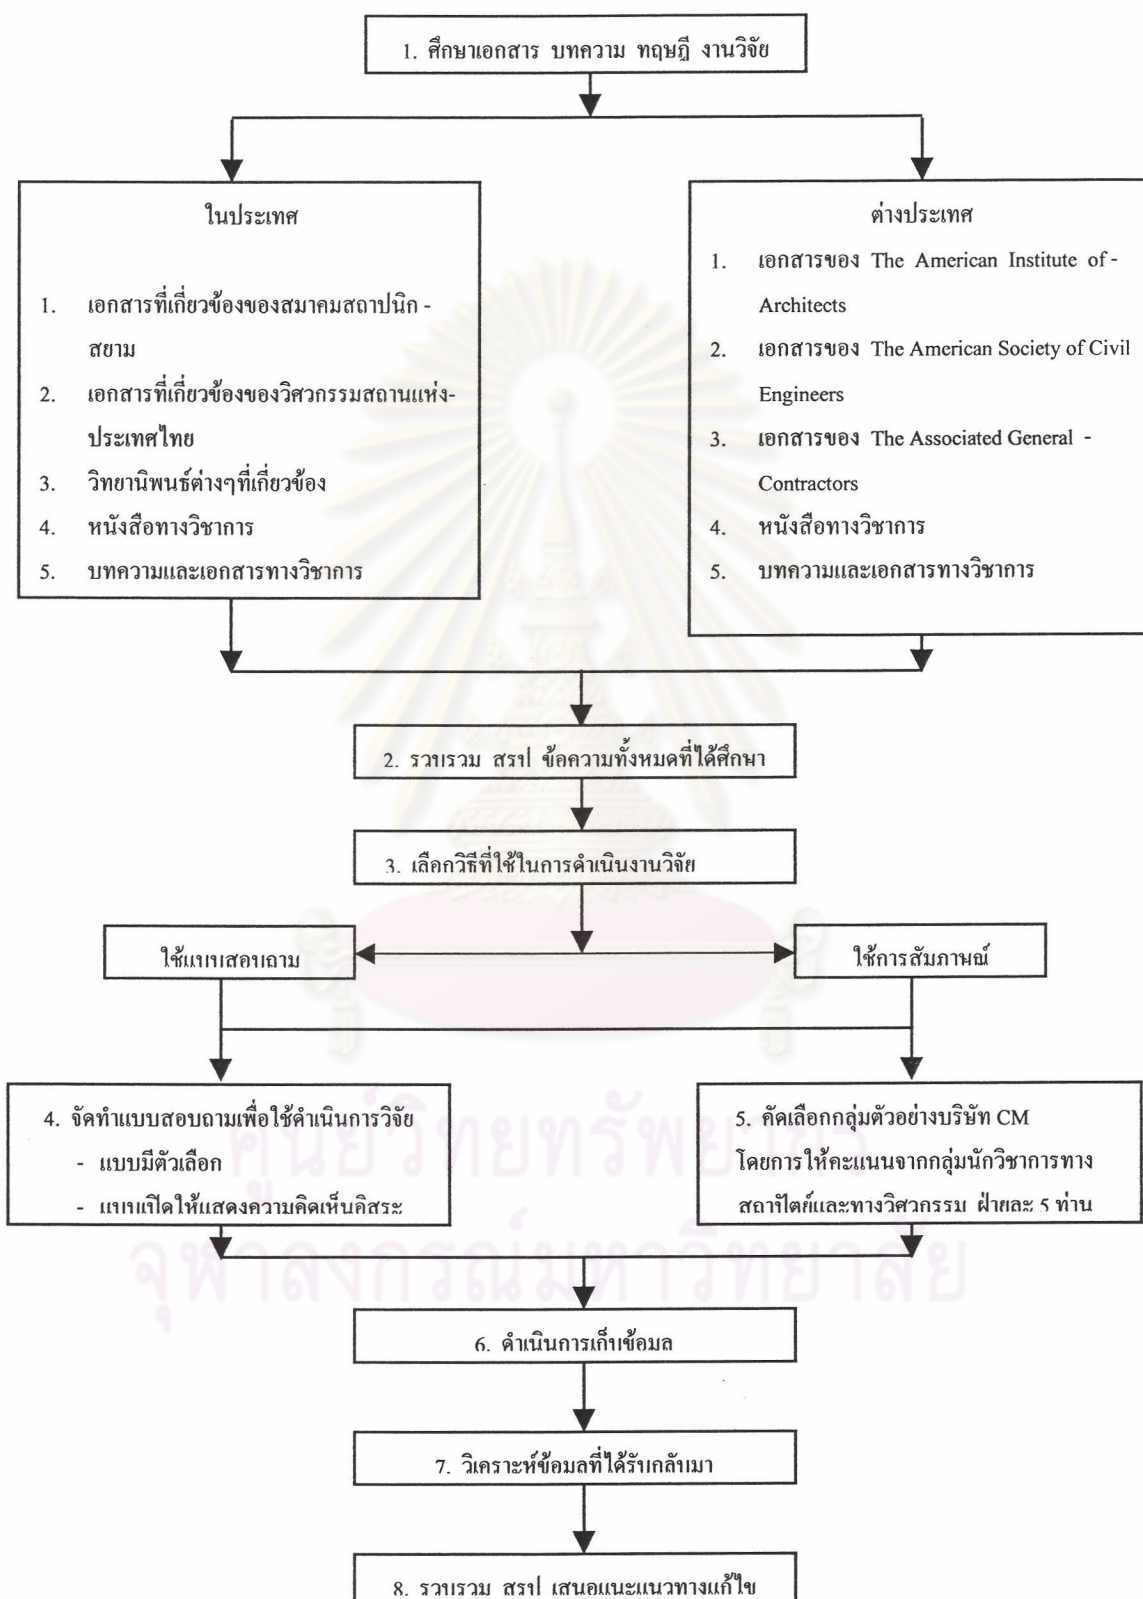 1. ศึกษาเอกสาร บทความ ทฤษฎี งานวิจัย
ในประเทศ
1. เอกสารที่เกี่ยวข้องของสมาคมสถาปนิก -
สยาม
2. เอกสารที่เกี่ยวข้องของวิศวกรรมสถานแห่ง-
ประเทศไทย
3. วิทยานิพนธ์ต่างๆที่เกี่ยวข้อง
4. หนังสือทางวิชาการ
5. บทความและเอกสารทางวิชาการ
ต่างประเทศ
1. เอกสารของ The American Institute of -
Architects
2. เอกสารของ The American Society of Civil
Engineers
3. เอกสารของ The Associated General -
Contractors
4. หนังสือทางวิชาการ
5. บทความและเอกสารทางวิชาการ
2. รวบรวม สรุป ข้อความทั้งหมดที่ได้ศึกษา
3. เลือกวิธีที่ใช้ในการดำเนินงานวิจัย
ใช้แบบสอบถาม
ใช้การสัมภาษณ์
4. จัดทำแบบสอบถามเพื่อใช้ดำเนินการวิจัย
- แบบมีตัวเลือก
- แบบเปิดให้แสดงความคิดเห็นอิสระ
5. คัดเลือกกลุ่มตัวอย่างบริษัท CM
โดยการให้คะแนนจากกลุ่มนักวิชาการทาง
สถาปัตย์และทางวิศวกรรม ฝ่ายละ 5 ท่าน
ศูนย์วิทยทรัพยากร
จุฬาลงกรณ์มหาวิทยาลัย
6. ดำเนินการเก็บข้อมูล
7. วิเคราะห์ข้อมูลที่ได้รับกลับมา
8. รวบรวม สรุป เสนอแนะแนวทางแก้ไข